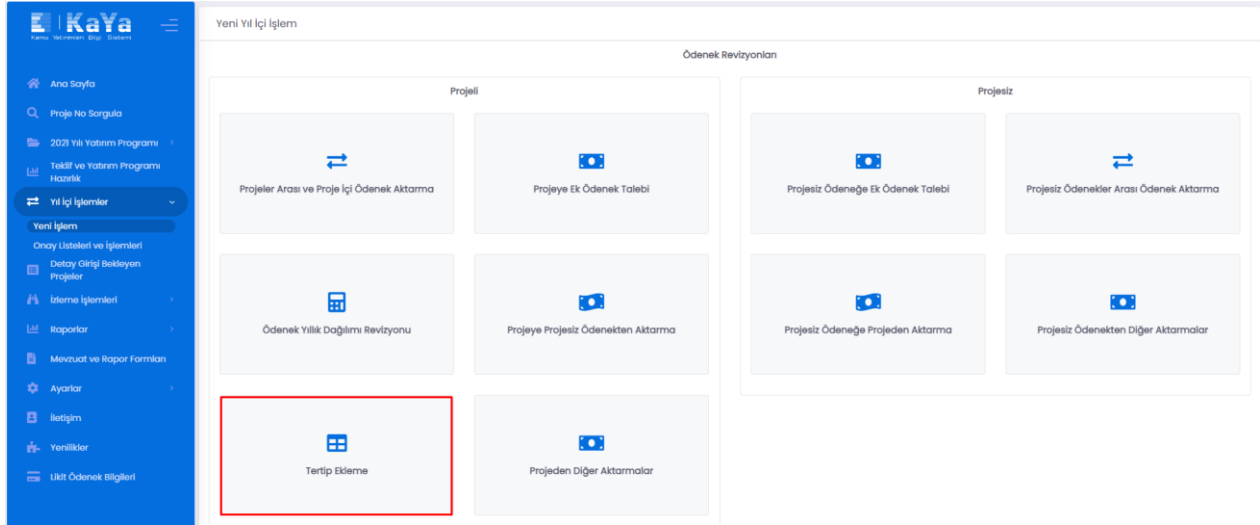 KaYa
Kamu Yatırımları Bilgi Sistemi
Ana Sayfa
Proje No Sorgula
2021 Yılı Yatırım Programı
Teklif ve Yatırım Programı
Hazırlık
Yıl İçi İşlemler
Yeni İşlem
Onay Listeleri ve İşlemleri
Detay Girişi Bekleyen
Projeler
İzleme İşlemleri
Raporlar
Mevzuat ve Rapor Formları
Ayarlar
İletişim
Yenilikler
Likit Ödenek Bilgileri
Yeni Yıl İçi İşlem
Ödenek Revizyonları
Projeli
Projeler Arası ve Proje İçi Ödenek Aktarma
Projeye Ek Ödenek Talebi
Ödenek Yıllık Dağılımı Revizyonu
Projeye Projesiz Ödenekten Aktarma
Tertip Ekleme
Projeden Diğer Aktarmalar
Projesiz
Projesiz Ödeneğe Ek Ödenek Talebi
Projesiz Ödenekler Arası Ödenek Aktarma
Projesiz Ödeneğe Projeden Aktarma
Projesiz Ödenekten Diğer Aktarmalar